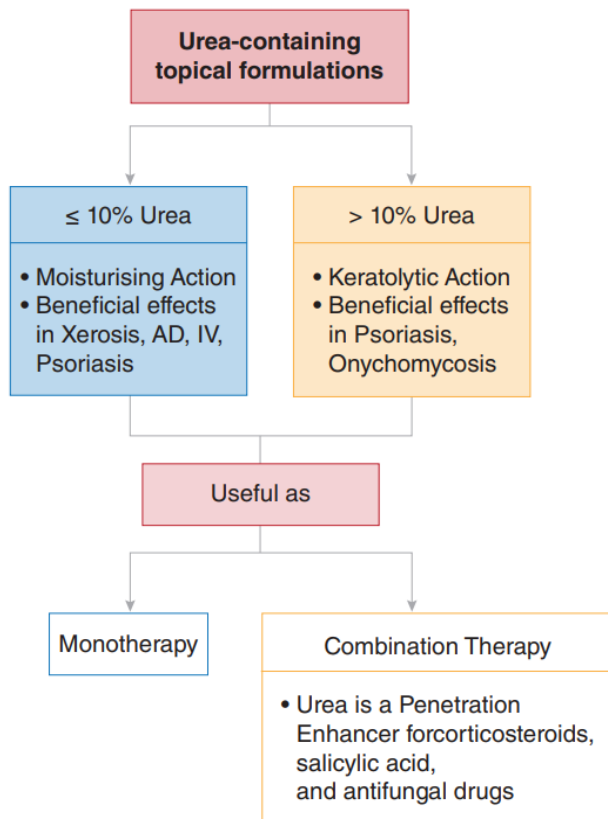 Urea-containing
topical formulations
≤ 10% Urea
• Moisturising Action
• Beneficial effects
in Xerosis, AD, IV,
Psoriasis
> 10% Urea
• Keratolytic Action
• Beneficial effects
in Psoriasis,
Onychomycosis
Useful as
Monotherapy
Combination Therapy
• Urea is a Penetration
Enhancer forcorticosteroids,
salicylic acid,
and antifungal drugs